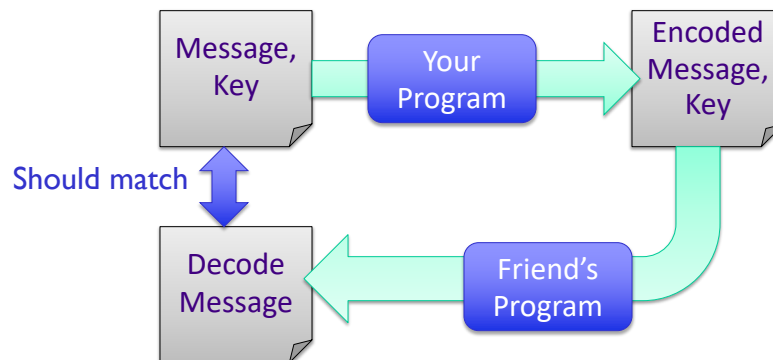 Message,
Key
Your
Program
Encoded
Message,
Key
Should match
Decode
Message
Friend's
Program